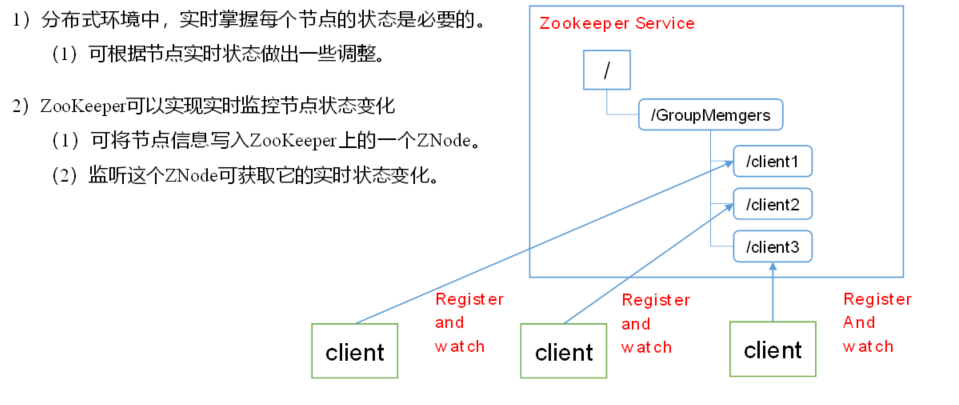 1）分布式环境中，实时掌握每个节点的状态是必要的。
（1）可根据节点实时状态做出一些调整。
2）ZooKeeper可以实现实时监控节点状态变化
（1）可将节点信息写入ZooKeeper上的一个ZNode。
（2）监听这个ZNode可获取它的实时状态变化。
Zookeeper Service
/
/GroupMemgers
/client1
/client2
/client3
Register
and
watch
Register
and
watch
Register
And
watch
client
client
client